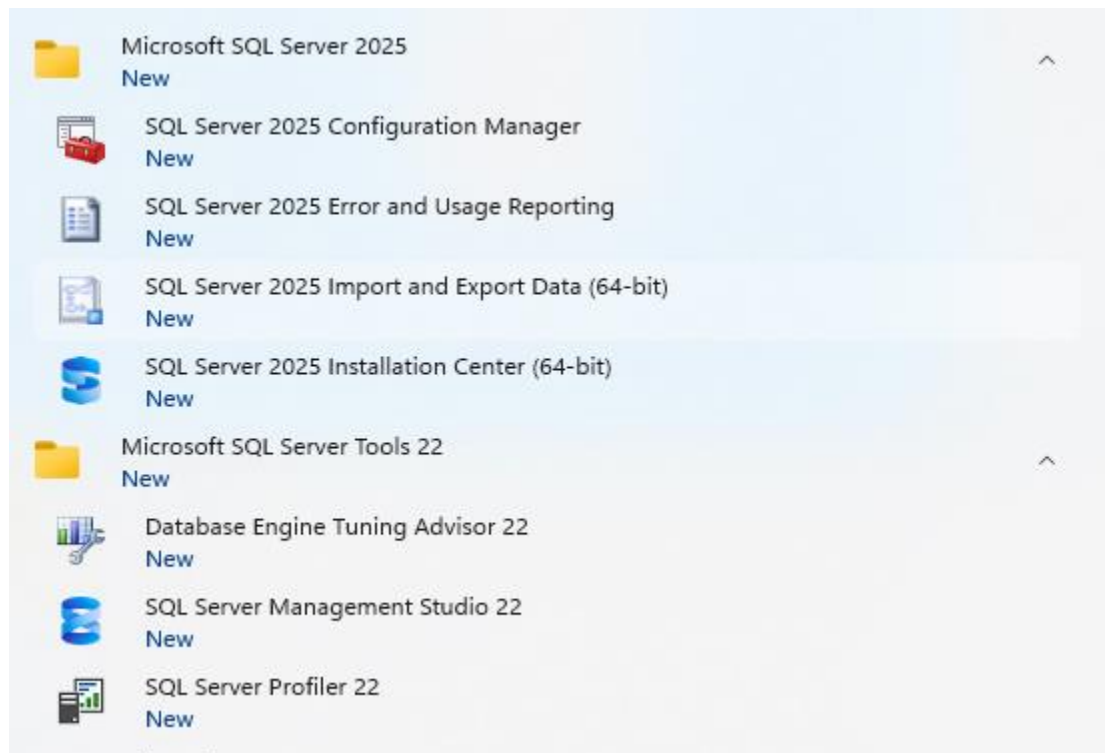 Microsoft SQL Server 2025
New
SQL Server 2025 Configuration Manager
New
SQL Server 2025 Error and Usage Reporting
New
SQL Server 2025 Import and Export Data (64-bit)
New
SQL Server 2025 Installation Center (64-bit)
New
Microsoft SQL Server Tools 22
New
Database Engine Tuning Advisor 22
New
SQL Server Management Studio 22
New
SQL Server Profiler 22
New